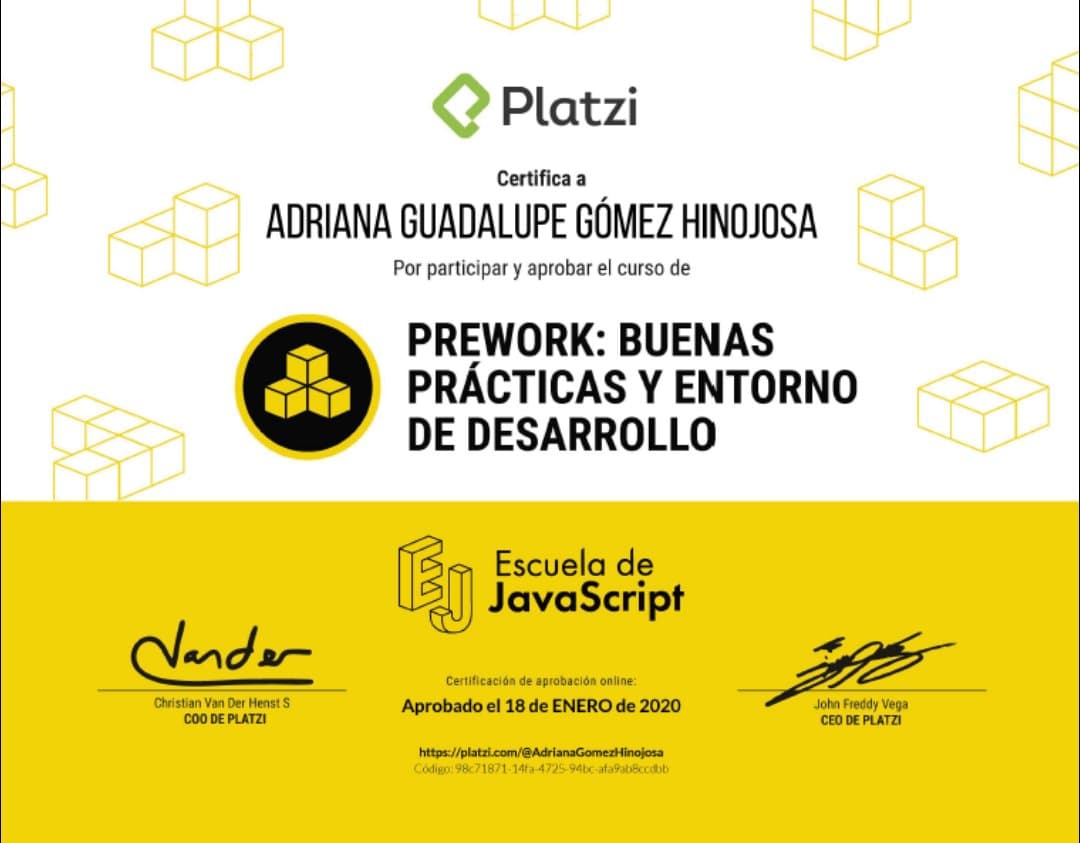 Platzi
Certifica a
ADRIANA GUADALUPE GÓMEZ HINOJOSA
Por participar y aprobar el curso de
PREWORK: BUENAS
PRÁCTICAS Y ENTORNO
DE DESARROLLO
EJ
Escuela de
JavaScript
Vander
Christian Van Der Henst S
COO DE PLATZI
Certificación de aprobación online:
Aprobado el 18 de ENERO de 2020
John Freddy Vega
CEO DE PLATZI
https://platzi.com/@AdrianaGomezHinojosa
Código: 98c71871-14fa-4725-94bc-afa9ab8ccdbb